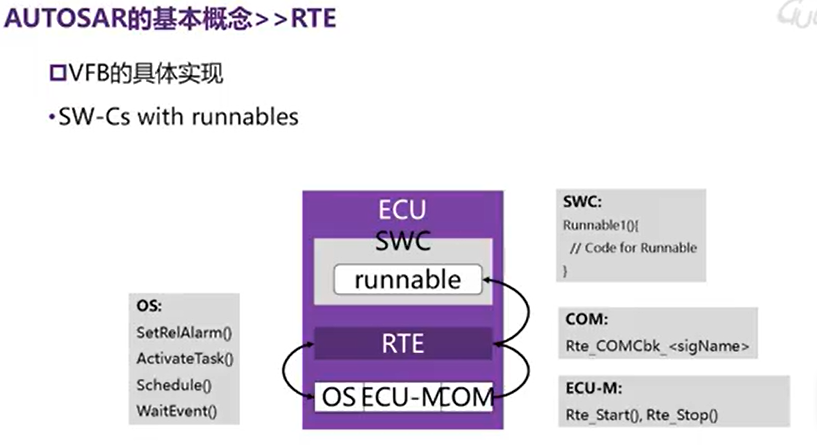 AUTOSAR的基本概念>>RTE
VFB的具体实现
•SW-Cs with runnables
ECU
SWC
runnable
RTE
OS ECU-M COM
OS:
SetRelAlarm()
ActivateTask()
Schedule()
WaitEvent()
SWC:
Runnable1(){
// Code for Runnable
}
COM:
Rte_COMCbk_<sigName>
ECU-M:
Rte_Start(), Rte_Stop()